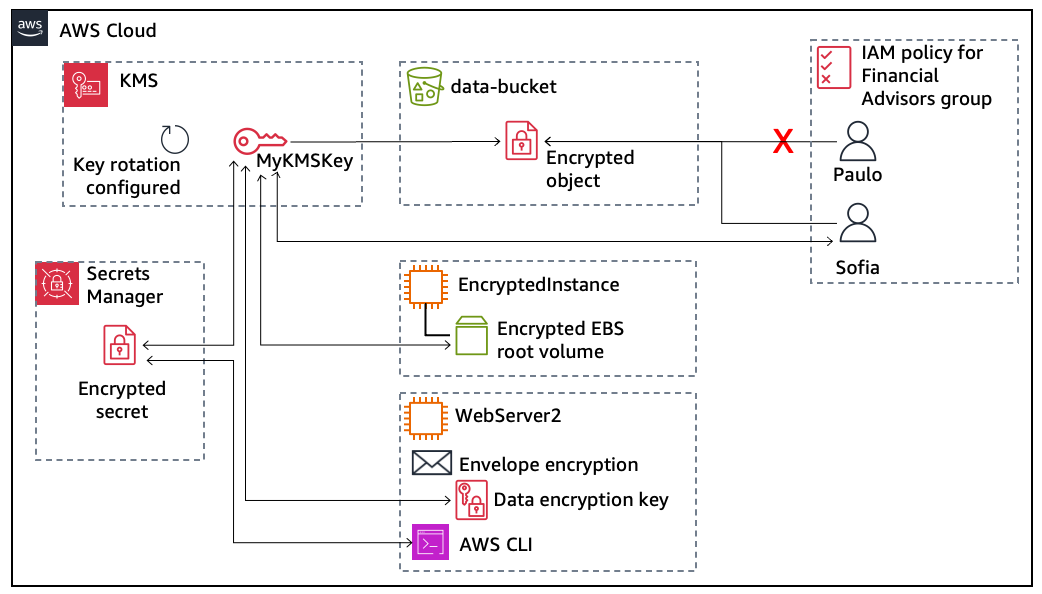 aws
AWS Cloud
KMS
Key rotation
configured
MyKMSKey
data-bucket
Encrypted
object
X
IAM policy for
Financial
Advisors group
Paulo
Sofia
Secrets
Manager
Encrypted
secret
EncryptedInstance
Encrypted EBS
root volume
WebServer2
Envelope encryption
Data encryption key
AWS CLI